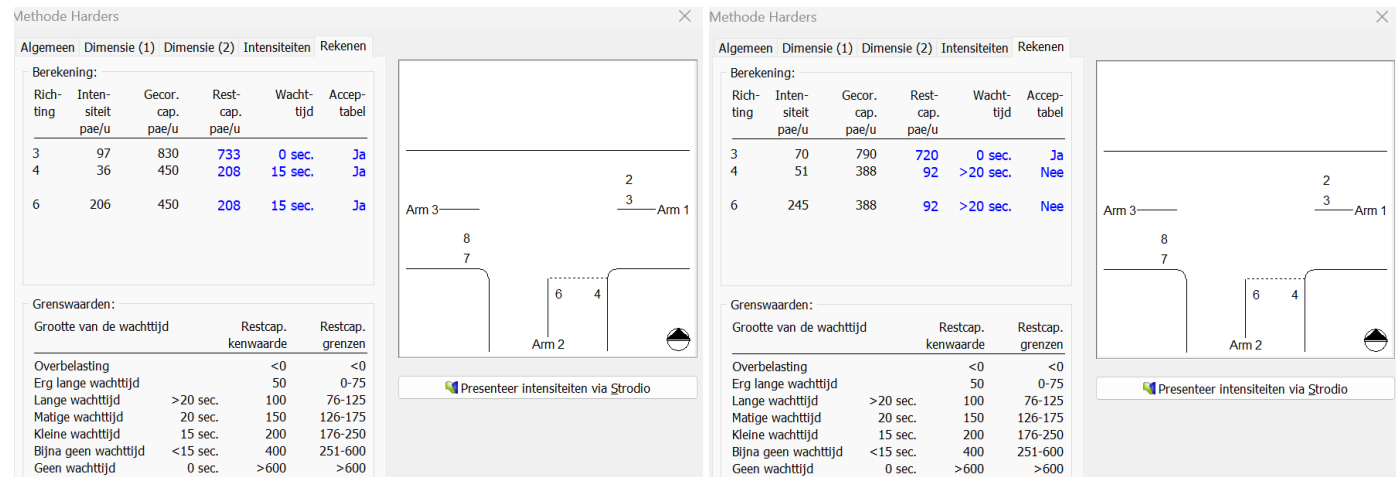 Methode Harders
Algemeen Dimensie (1) Dimensie (2) Intensiteiten Rekenen
Berekening:
Rich- Inten- Gecor. Rest- Wacht- Accep-
ting siteit cap. cap. tijd tabel
pae/u pae/u pae/u
3 97 830 733 0 sec. Ja
4 36 450 208 15 sec. Ja
6 206 450 208 15 sec. Ja
Grenswaarden:
Grootte van de wachttijd Restcap. Restcap.
kenwaarde grenzen
Overbelasting <0 <0
Erg lange wachttijd 50 0-75
Lange wachttijd >20 sec. 100 76-125
Matige wachttijd 20 sec. 150 126-175
Kleine wachttijd 15 sec. 200 176-250
Bijna geen wachttijd <15 sec. 400 251-600
Geen wachttijd 0 sec. >600 >600
2
3
Arm 3 Arm 1
8
7
6 4
Arm 2
Presenteer intensiteiten via Strodio
Methode Harders
Algemeen Dimensie (1) Dimensie (2) Intensiteiten Rekenen
Berekening:
Rich- Inten- Gecor. Rest- Wacht- Accep-
ting siteit cap. cap. tijd tabel
pae/u pae/u pae/u
3 70 790 720 0 sec. Ja
4 51 388 92 >20 sec. Nee
6 245 388 92 >20 sec. Nee
Grenswaarden:
Grootte van de wachttijd Restcap. Restcap.
kenwaarde grenzen
Overbelasting <0 <0
Erg lange wachttijd 50 0-75
Lange wachttijd >20 sec. 100 76-125
Matige wachttijd 20 sec. 150 126-175
Kleine wachttijd 15 sec. 200 176-250
Bijna geen wachttijd <15 sec. 400 251-600
Geen wachttijd 0 sec. >600 >600
2
3
Arm 3 Arm 1
8
7
6 4
Arm 2
Presenteer intensiteiten via Strodio